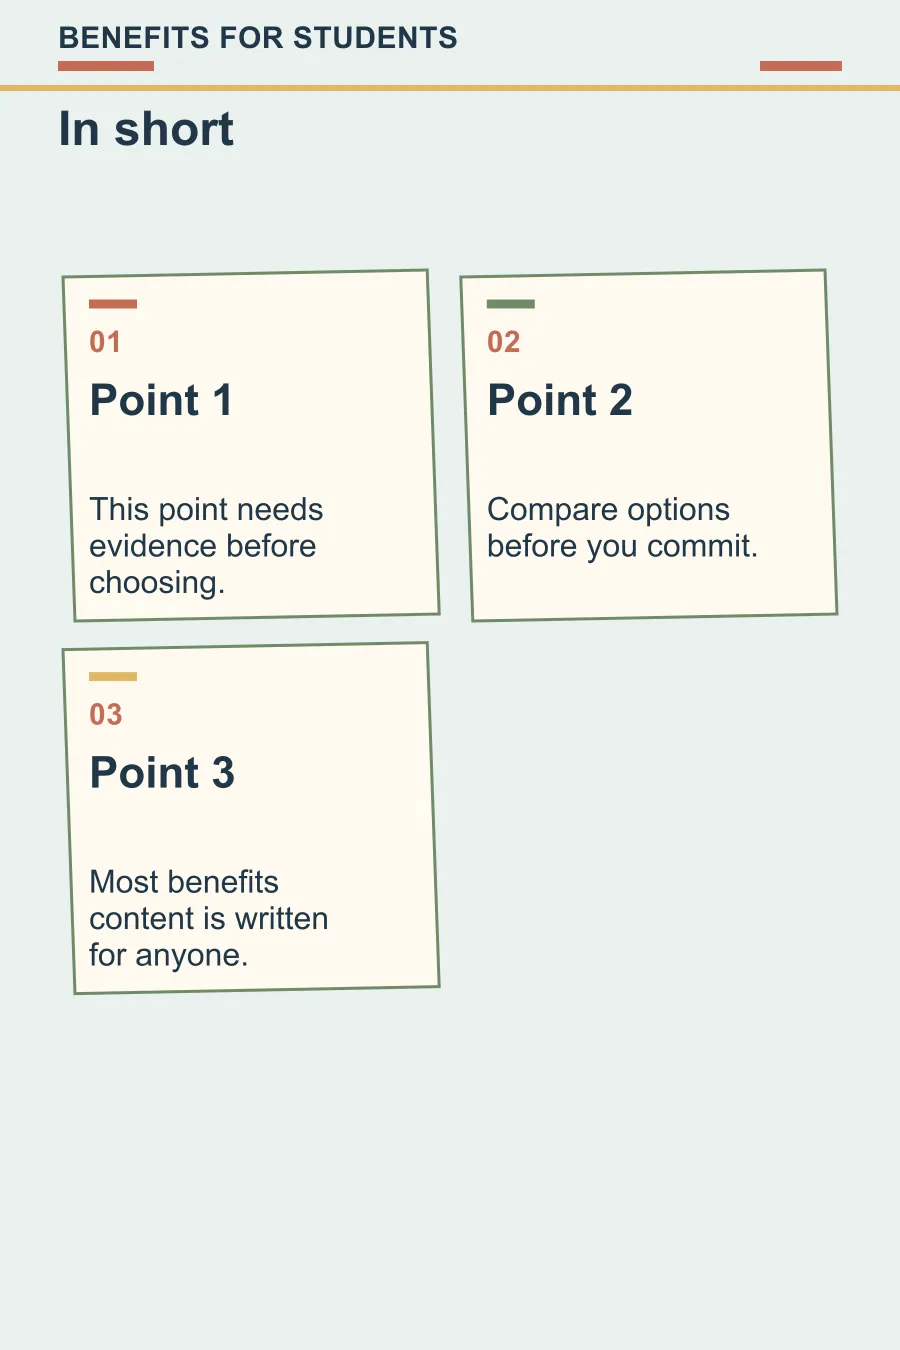 BENEFITS FOR STUDENTS
In short
01
Point 1
This point needs
evidence before
choosing.
02
Point 2
Compare options
before you commit.
03
Point 3
Most benefits
content is written
for anyone.